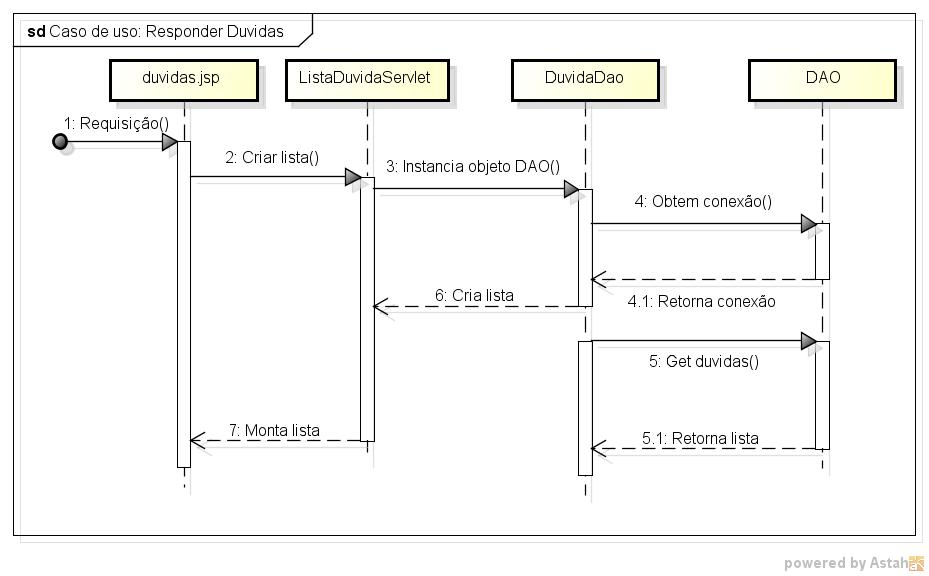 sd Caso de uso: Responder Duvidas
duvidas.jsp
ListaDuvidaServlet
DuvidaDao
DAO
1: Requisição()
2: Criar lista()
3: Instancia objeto DAO()
4: Obtem conexão()
6: Cria lista
4.1: Retorna conexão
5: Get duvidas()
7: Monta lista
5.1: Retorna lista
powered by Astah